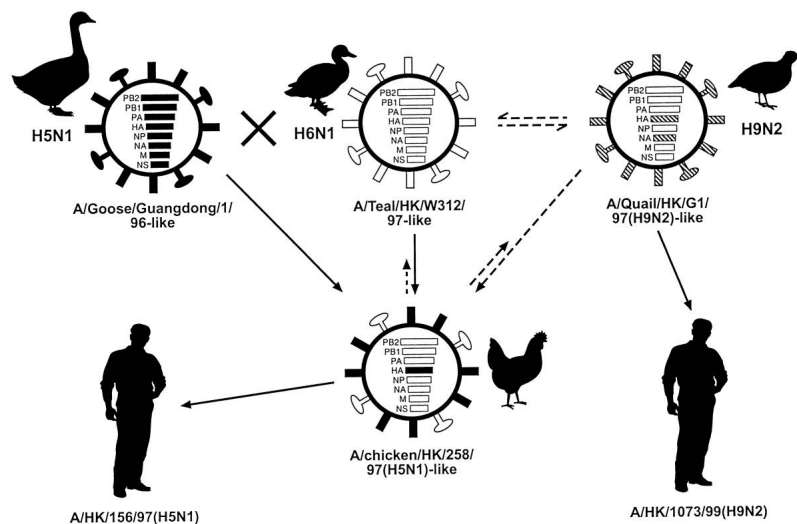 H5N1
PB2
PB1
PA
HA
NP
NA
M
NS
A/Goose/Guangdong/1/
96-like
H6N1
PB2
PB1
PA
HA
NP
NA
M
NS
A/Teal/HK/W312/
97-like
PB2
PB1
PA
HA
NP
NA
M
NS
H9N2
A/Quail/HK/G1/
97(H9N2)-like
PB2
PB1
PA
HA
NP
NA
M
NS
A/chicken/HK/258/
97(H5N1)-like
A/HK/156/97(H5N1)
A/HK/1073/99(H9N2)